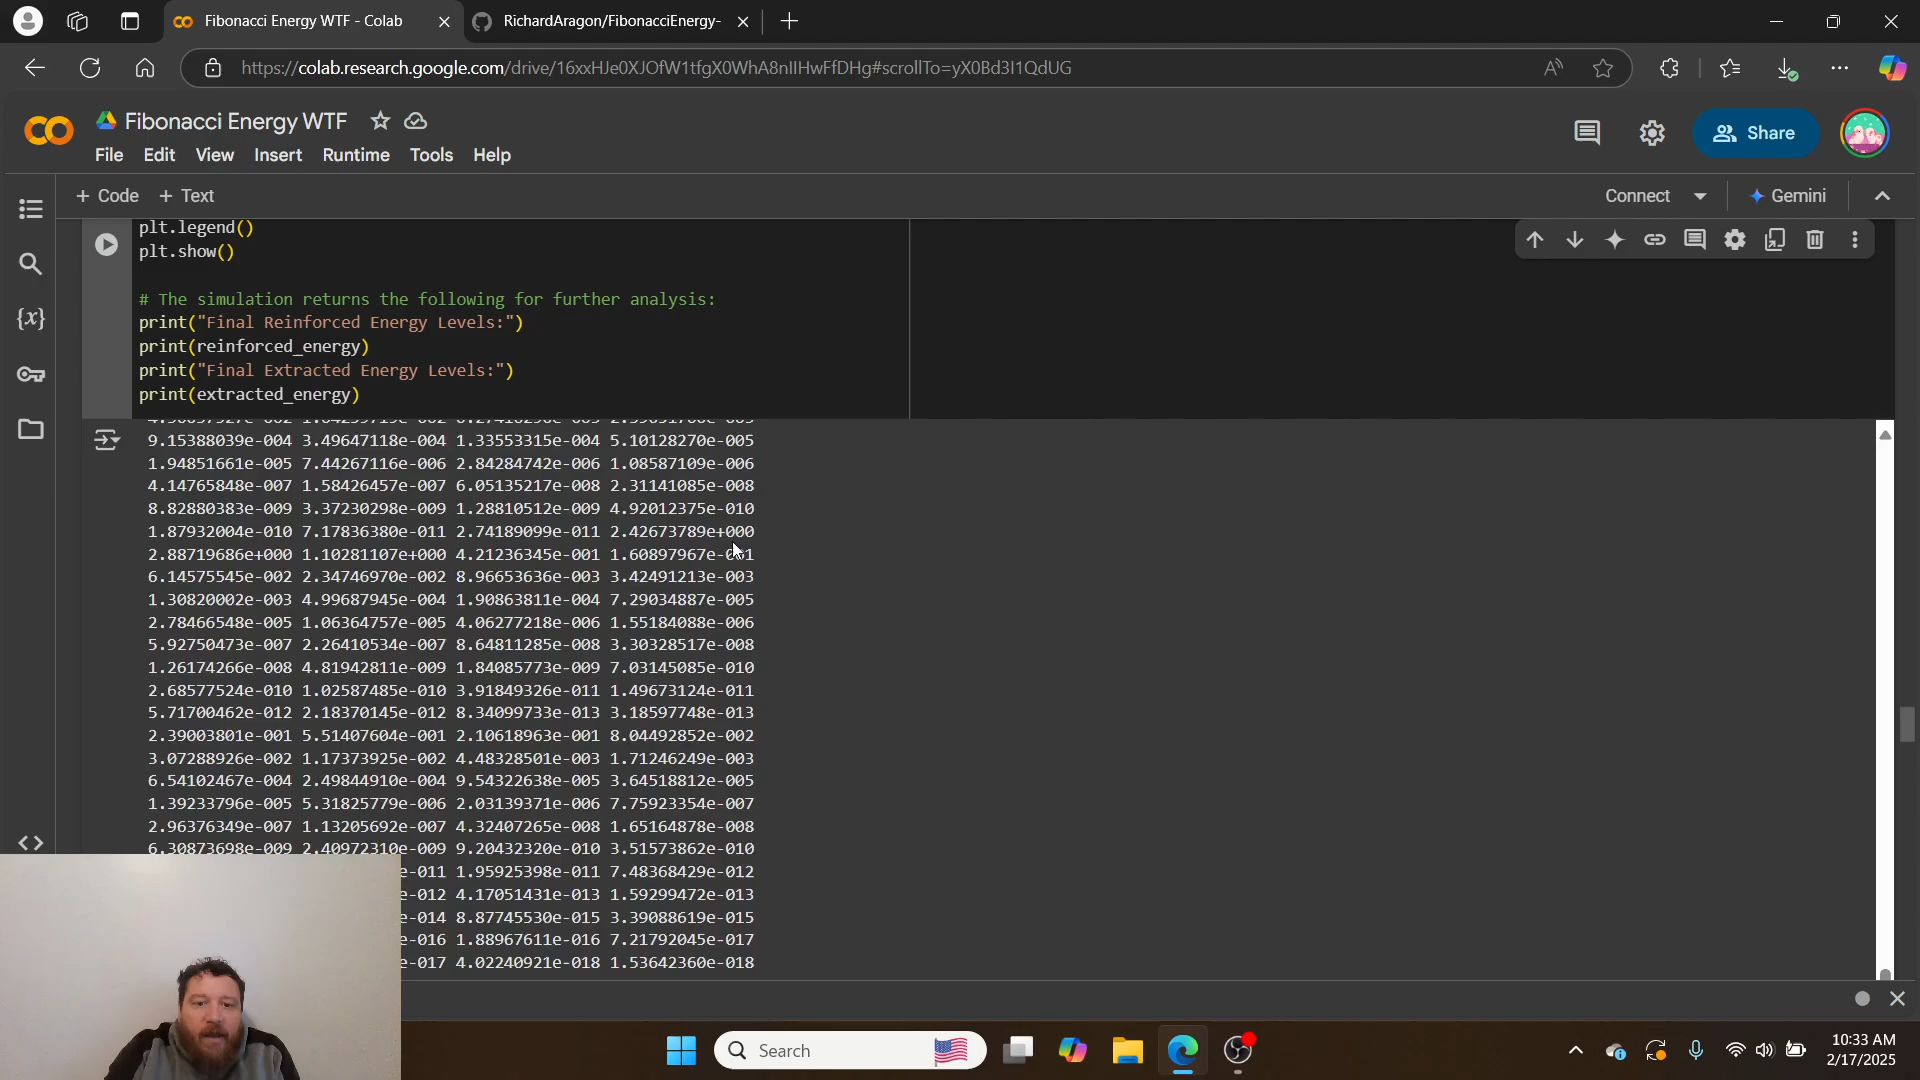 Fibonacci Energy WTF - Colab
RichardAragon/FibonacciEnergy-
https://colab.research.google.com/drive/16xxHJe0XJOfW1tfgX0WhA8nIIHwFfDHg#scrollTo=yX0Bd3I1QdUG
Fibonacci Energy WTF
File Edit View Insert Runtime Tools Help
Share
+ Code + Text
Connect
Gemini
plt.legend()
plt.show()
# The simulation returns the following for further analysis:
print("Final Reinforced Energy Levels:")
print(reinforced_energy)
print("Final Extracted Energy Levels:")
print(extracted_energy)
9.15388039e-004 3.49647118e-004 1.33553315e-004 5.10128270e-005
1.94851661e-005 7.44267116e-006 2.84284742e-006 1.08587109e-006
4.14765848e-007 1.58426457e-007 6.05135217e-008 2.31141085e-008
8.82880383e-009 3.37230298e-009 1.28810512e-009 4.92012375e-010
1.87932004e-010 7.17836380e-011 2.74189099e-011 2.42673789e+000
2.88719686e+000 1.10281107e+000 4.21236345e-001 1.60897967e-001
6.14575545e-002 2.34746970e-002 8.96653636e-003 3.42491213e-003
1.30820002e-003 4.99687945e-004 1.90863811e-004 7.29034887e-005
2.78466548e-005 1.06364757e-005 4.06277218e-006 1.55184088e-006
5.92750473e-007 2.26410534e-007 8.64811285e-008 3.30328517e-008
1.26174266e-008 4.81942811e-009 1.84085773e-009 7.03145085e-010
2.68577524e-010 1.02587485e-010 3.91849326e-011 1.49673124e-011
5.71700462e-012 2.18370145e-012 8.34099733e-013 3.18597748e-013
2.39003801e-001 5.51407604e-001 2.10618963e-001 8.04492852e-002
3.07288926e-002 1.17373925e-002 4.48328501e-003 1.71246249e-003
6.54102467e-004 2.49844910e-004 9.54322638e-005 3.64518812e-005
1.39233796e-005 5.31825779e-006 2.03139371e-006 7.75923354e-007
2.96376349e-007 1.13205692e-007 4.32407265e-008 1.65164878e-008
6.30873698e-009 2.40972310e-009 9.20432320e-010 3.51573862e-010
e-011 1.95925398e-011 7.48368429e-012
e-012 4.17051431e-013 1.59299472e-013
e-014 8.87745530e-015 3.39088619e-015
e-016 1.88967611e-016 7.21792045e-017
e-017 4.02240921e-018 1.53642360e-018
Search
10:33 AM
2/17/2025